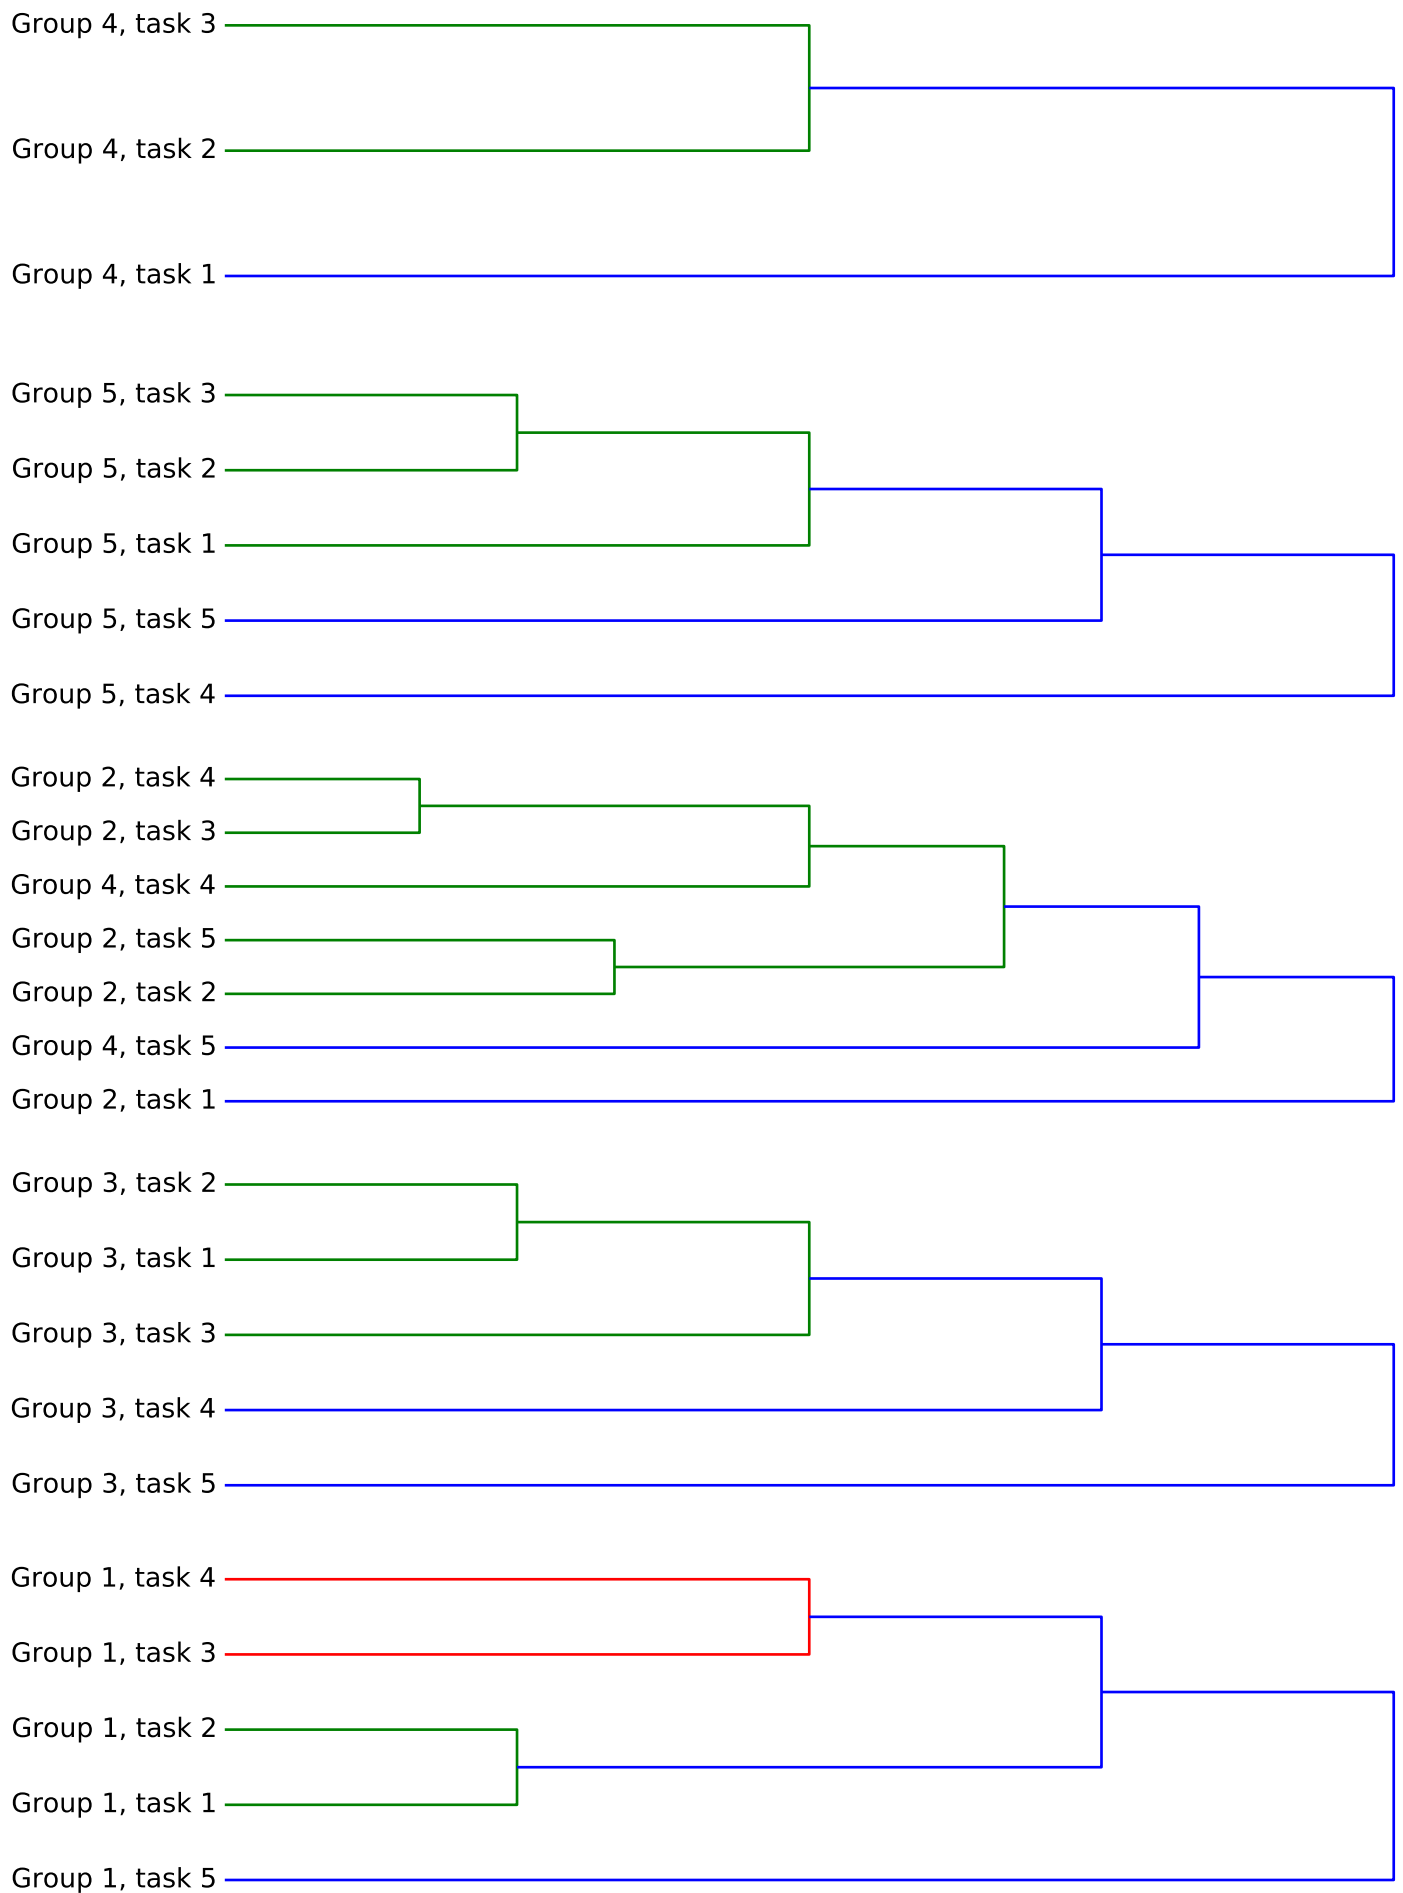 Group 4, task 3
Group 4, task 2
Group 4, task 1
Group 5, task 3
Group 5, task 2
Group 5, task 1
Group 5, task 5
Group 5, task 4
Group 2, task 4
Group 2, task 3
Group 4, task 4
Group 2, task 5
Group 2, task 2
Group 4, task 5
Group 2, task 1
Group 3, task 2
Group 3, task 1
Group 3, task 3
Group 3, task 4
Group 3, task 5
Group 1, task 4
Group 1, task 3
Group 1, task 2
Group 1, task 1
Group 1, task 5